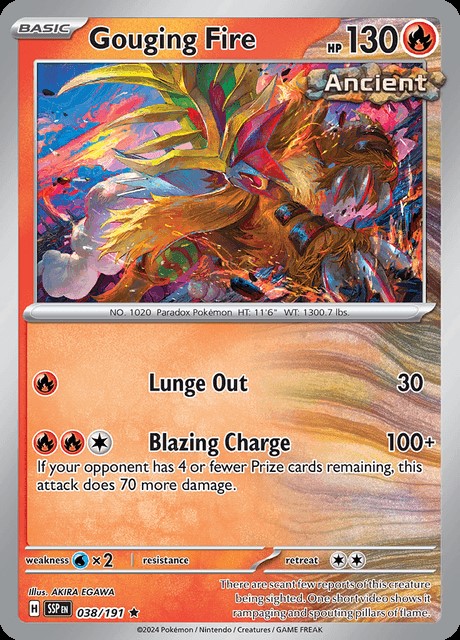 BASIC
Gouging Fire
HP 130
Ancient
NO. 1020 Paradox Pokémon HT: 11'6" WT: 1300.7 lbs.
Lunge Out 30
Blazing Charge 100+
If your opponent has 4 or fewer Prize cards remaining, this
attack does 70 more damage.
weakness ×2 resistance retreat
Illus. AKIRA EGAWA
H SSP EN 038/191 ★
There are scant few reports of this creature
being sighted. One short video shows it
rampaging and spouting pillars of flame.
©2024 Pokémon / Nintendo / Creatures / GAME FREAK